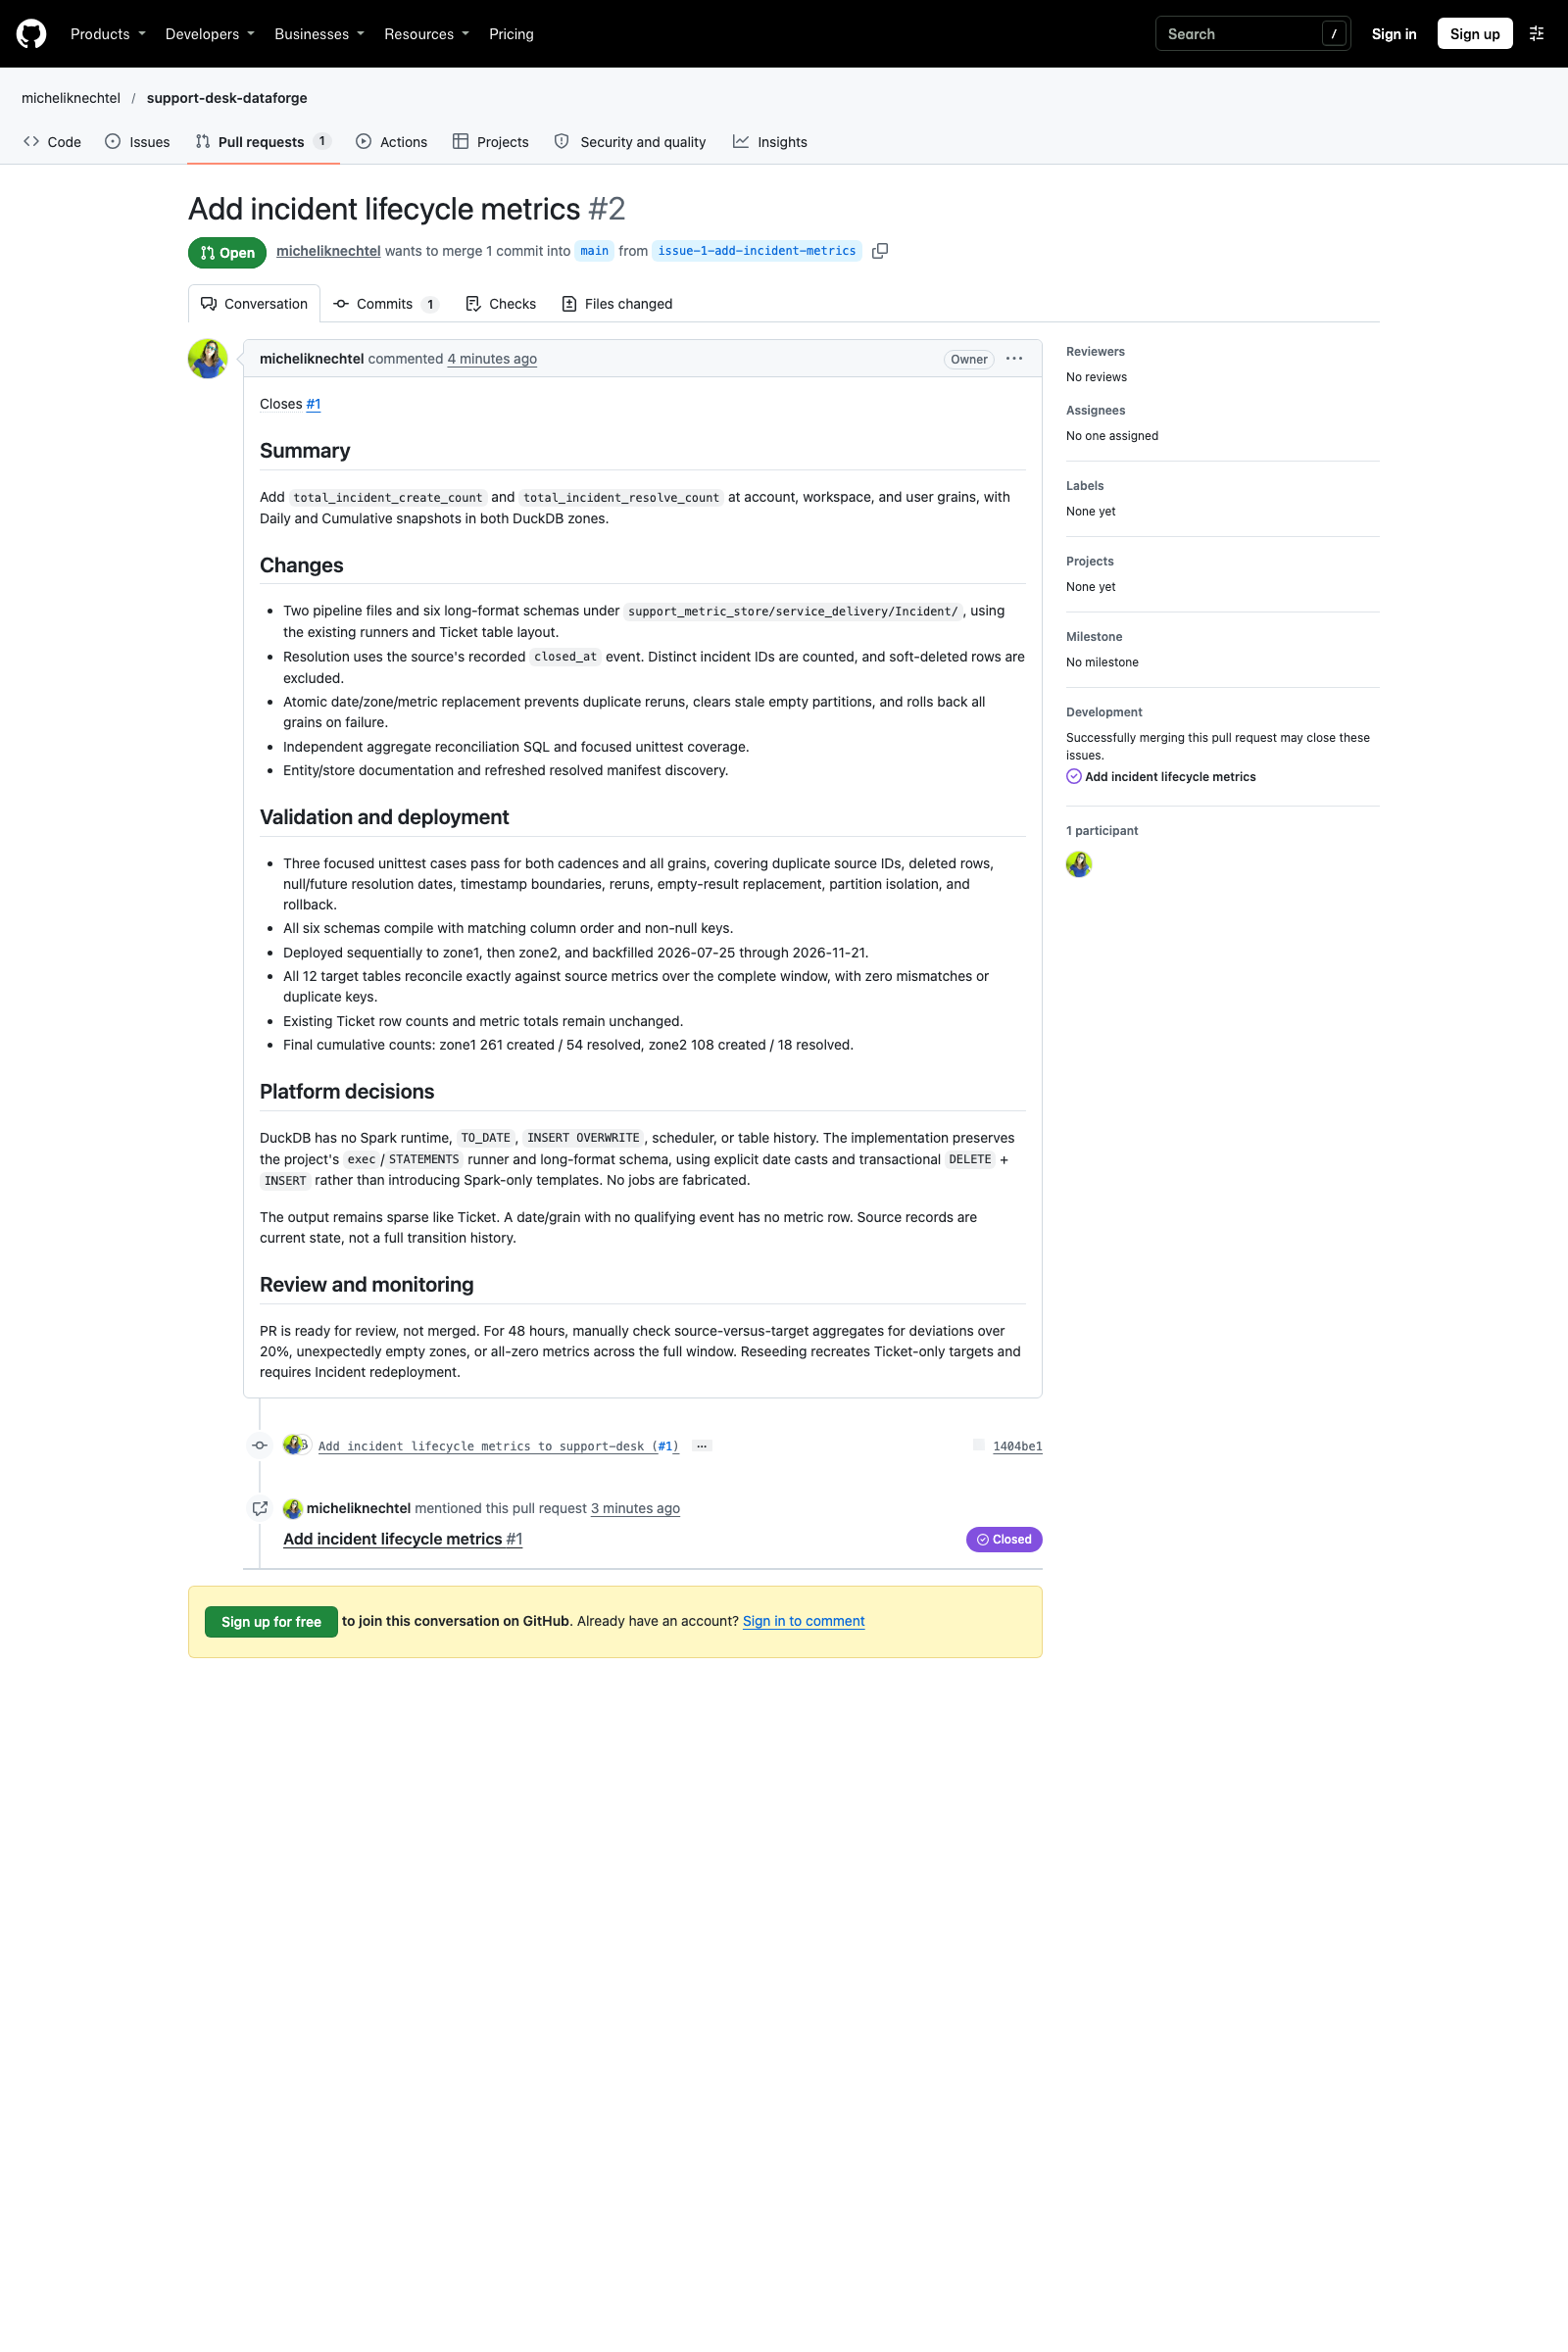 Products
Developers
Businesses
Resources
Pricing
Search
/
Sign in
Sign up
micheliknechtel / support-desk-dataforge
Code
Issues
Pull requests 1
Actions
Projects
Security and quality
Insights
Add incident lifecycle metrics #2
Open
micheliknechtel wants to merge 1 commit into main from issue-1-add-incident-metrics
Conversation
Commits 1
Checks
Files changed
micheliknechtel commented 4 minutes ago
Owner
Closes #1
Summary
Add total_incident_create_count and total_incident_resolve_count at account, workspace, and user grains, with
Daily and Cumulative snapshots in both DuckDB zones.
Changes
• Two pipeline files and six long-format schemas under support_metric_store/service_delivery/Incident/, using
the existing runners and Ticket table layout.
• Resolution uses the source's recorded closed_at event. Distinct incident IDs are counted, and soft-deleted rows are
excluded.
• Atomic date/zone/metric replacement prevents duplicate reruns, clears stale empty partitions, and rolls back all
grains on failure.
• Independent aggregate reconciliation SQL and focused unittest coverage.
• Entity/store documentation and refreshed resolved manifest discovery.
Validation and deployment
• Three focused unittest cases pass for both cadences and all grains, covering duplicate source IDs, deleted rows,
null/future resolution dates, timestamp boundaries, reruns, empty-result replacement, partition isolation, and
rollback.
• All six schemas compile with matching column order and non-null keys.
• Deployed sequentially to zone1, then zone2, and backfilled 2026-07-25 through 2026-11-21.
• All 12 target tables reconcile exactly against source metrics over the complete window, with zero mismatches or
duplicate keys.
• Existing Ticket row counts and metric totals remain unchanged.
• Final cumulative counts: zone1 261 created / 54 resolved, zone2 108 created / 18 resolved.
Platform decisions
DuckDB has no Spark runtime, TO_DATE, INSERT OVERWRITE, scheduler, or table history. The implementation preserves
the project's exec/STATEMENTS runner and long-format schema, using explicit date casts and transactional DELETE +
INSERT rather than introducing Spark-only templates. No jobs are fabricated.
The output remains sparse like Ticket. A date/grain with no qualifying event has no metric row. Source records are
current state, not a full transition history.
Review and monitoring
PR is ready for review, not merged. For 48 hours, manually check source-versus-target aggregates for deviations over
20%, unexpectedly empty zones, or all-zero metrics across the full window. Reseeding recreates Ticket-only targets and
requires Incident redeployment.
Add incident lifecycle metrics to support-desk (#1) …
1404be1
micheliknechtel mentioned this pull request 3 minutes ago
Add incident lifecycle metrics #1
Closed
Sign up for free to join this conversation on GitHub. Already have an account? Sign in to comment
Reviewers
No reviews
Assignees
No one assigned
Labels
None yet
Projects
None yet
Milestone
No milestone
Development
Successfully merging this pull request may close these
issues.
Add incident lifecycle metrics
1 participant